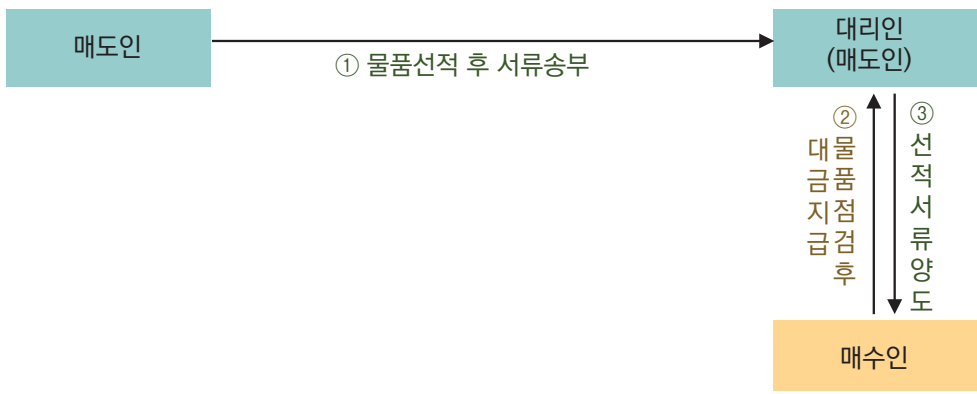 매도인
① 물품선적 후 서류송부
대리인
(매도인)
② 물품점검후
대금지급
③ 선적서류양도
매수인